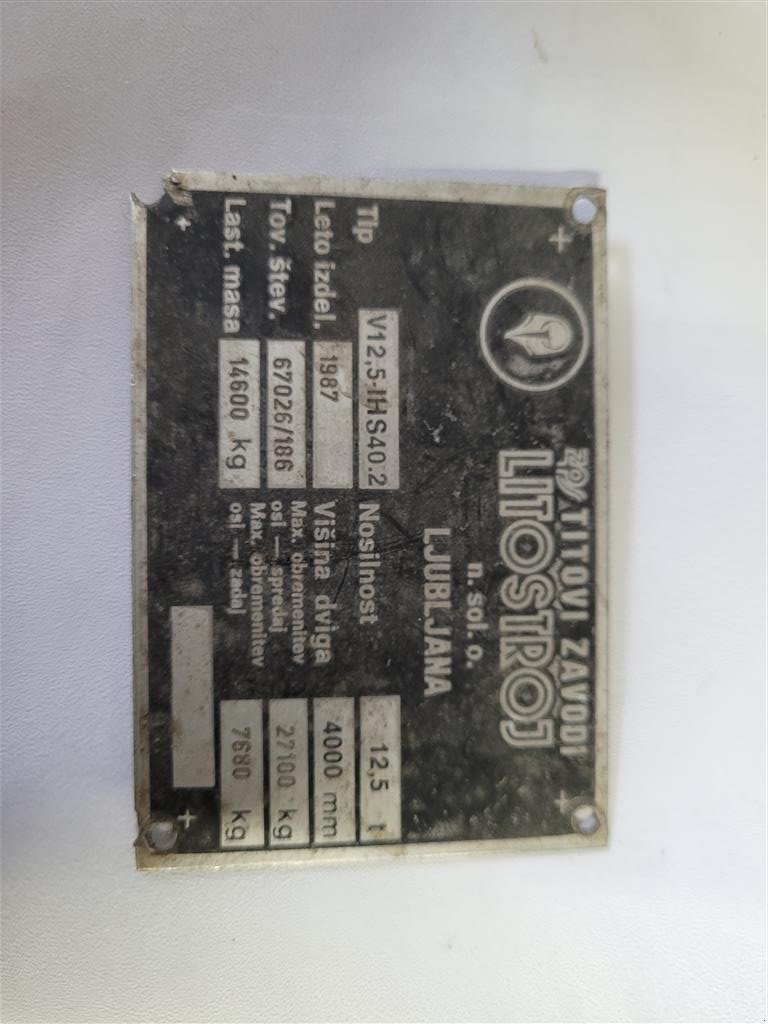 ZPS TITOVI ZAVODI
LITOSTROJ
n. sol. o.
LJUBLJANA
Tip V12,5-IHS40.2 Nosilnost 12,5 t
Leto izdel. 1987 Višina dviga 4000 mm
Tov. štev. 67026/186 Max. obremenitev osi — spredaj 27100 kg
Last. masa 14600 kg Max. obremenitev osi — zadaj 7680 kg